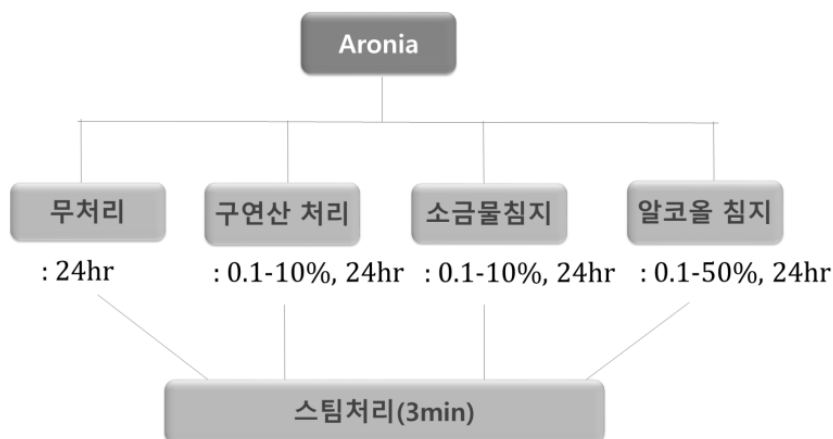 Aronia
무처리
구연산 처리
소금물침지
알코올 침지
: 24hr
: 0.1-10%, 24hr
: 0.1-10%, 24hr
: 0.1-50%, 24hr
스팀처리(3min)